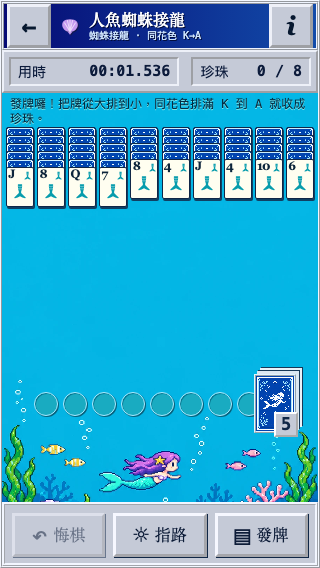 ← 人魚蜘蛛接龍 i
蜘蛛接龍 · 同花色 K→A
用時 00:01.536 珍珠 0 / 8
發牌囉！把牌從大排到小，同花色排滿 K 到 A 就收成
珍珠。
J 8 Q 7 8 4 J 4 10 6
5
↶ 悔棋 指路 發牌